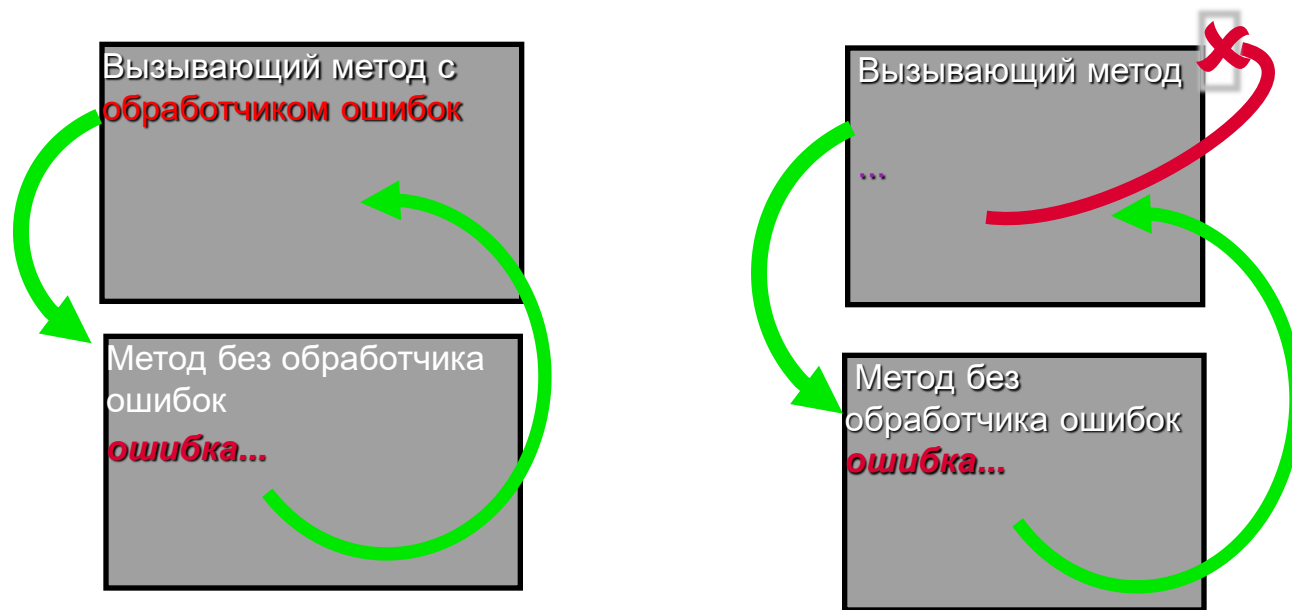 Вызывающий метод с
обработчиком ошибок
Метод без обработчика
ошибок
ошибка...
Вызывающий метод
...
Метод без
обработчика ошибок
ошибка...